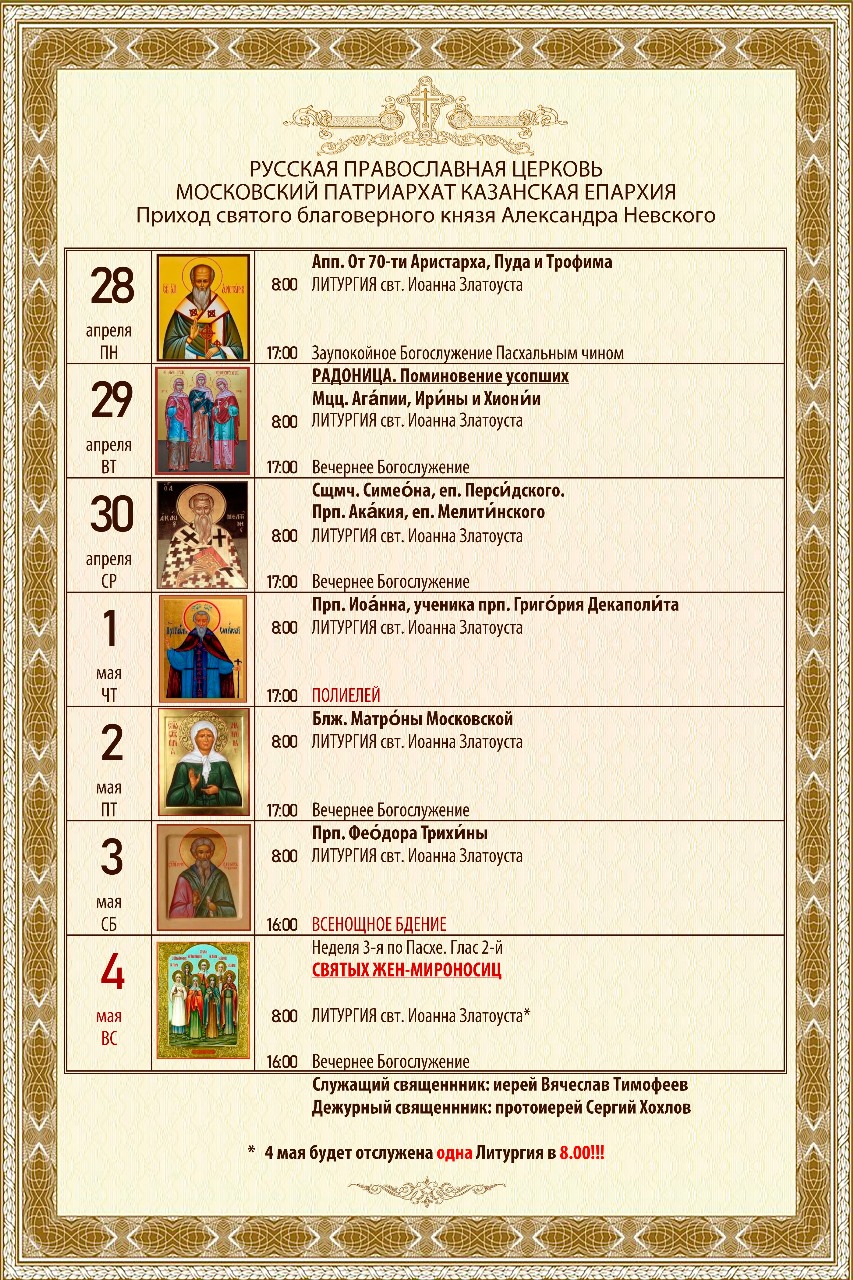 РУССКАЯ ПРАВОСЛАВНАЯ ЦЕРКОВЬ
МОСКОВСКИЙ ПАТРИАРХАТ КАЗАНСКАЯ ЕПАРХИЯ
Приход святого благоверного князя Александра Невского
28
апреля
ПН
Апп. От 70-ти Аристарха, Пуда и Трофима
8:00 ЛИТУРГИЯ свт. Иоанна Златоуста
17:00 Заупокойное Богослужение Пасхальным чином
29
апреля
ВТ
РАДОНИЦА. Поминовение усопших
Мцц. Ага́пии, Ири́ны и Хиони́и
8:00 ЛИТУРГИЯ свт. Иоанна Златоуста
17:00 Вечернее Богослужение
30
апреля
СР
Сщмч. Симео́на, еп. Перси́дского.
Прп. Ака́кия, еп. Мелити́нского
8:00 ЛИТУРГИЯ свт. Иоанна Златоуста
17:00 Вечернее Богослужение
1
мая
ЧТ
Прп. Иоа́нна, ученика прп. Григо́рия Декаполи́та
8:00 ЛИТУРГИЯ свт. Иоанна Златоуста
17:00 ПОЛИЕЛЕЙ
2
мая
ПТ
Блж. Матро́ны Московской
8:00 ЛИТУРГИЯ свт. Иоанна Златоуста
17:00 Вечернее Богослужение
3
мая
СБ
Прп. Фео́дора Трихи́ны
8:00 ЛИТУРГИЯ свт. Иоанна Златоуста
16:00 ВСЕНОЩНОЕ БДЕНИЕ
4
мая
ВС
Неделя 3-я по Пасхе. Глас 2-й
СВЯТЫХ ЖЕН-МИРОНОСИЦ
8:00 ЛИТУРГИЯ свт. Иоанна Златоуста*
16:00 Вечернее Богослужение
Служащий священнник: иерей Вячеслав Тимофеев
Дежурный священнник: протоиерей Сергий Хохлов
* 4 мая будет отслужена одна Литургия в 8.00!!!